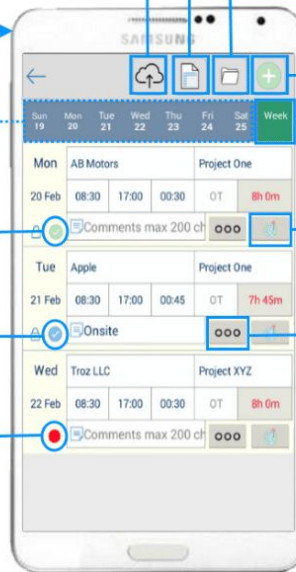 SAMSUNG
Sun Mon Tue Wed Thu Fri Sat Week
19 20 21 22 23 24 25
Mon AB Motors Project One
20 Feb 08:30 17:00 00:30 OT 8h 0m
Comments max 200 ch
Tue Apple Project One
21 Feb 08:30 17:00 00:45 OT 7h 45m
Onsite
Wed Troz LLC Project XYZ
22 Feb 08:30 17:00 00:30 OT 8h 0m
Comments max 200 ch